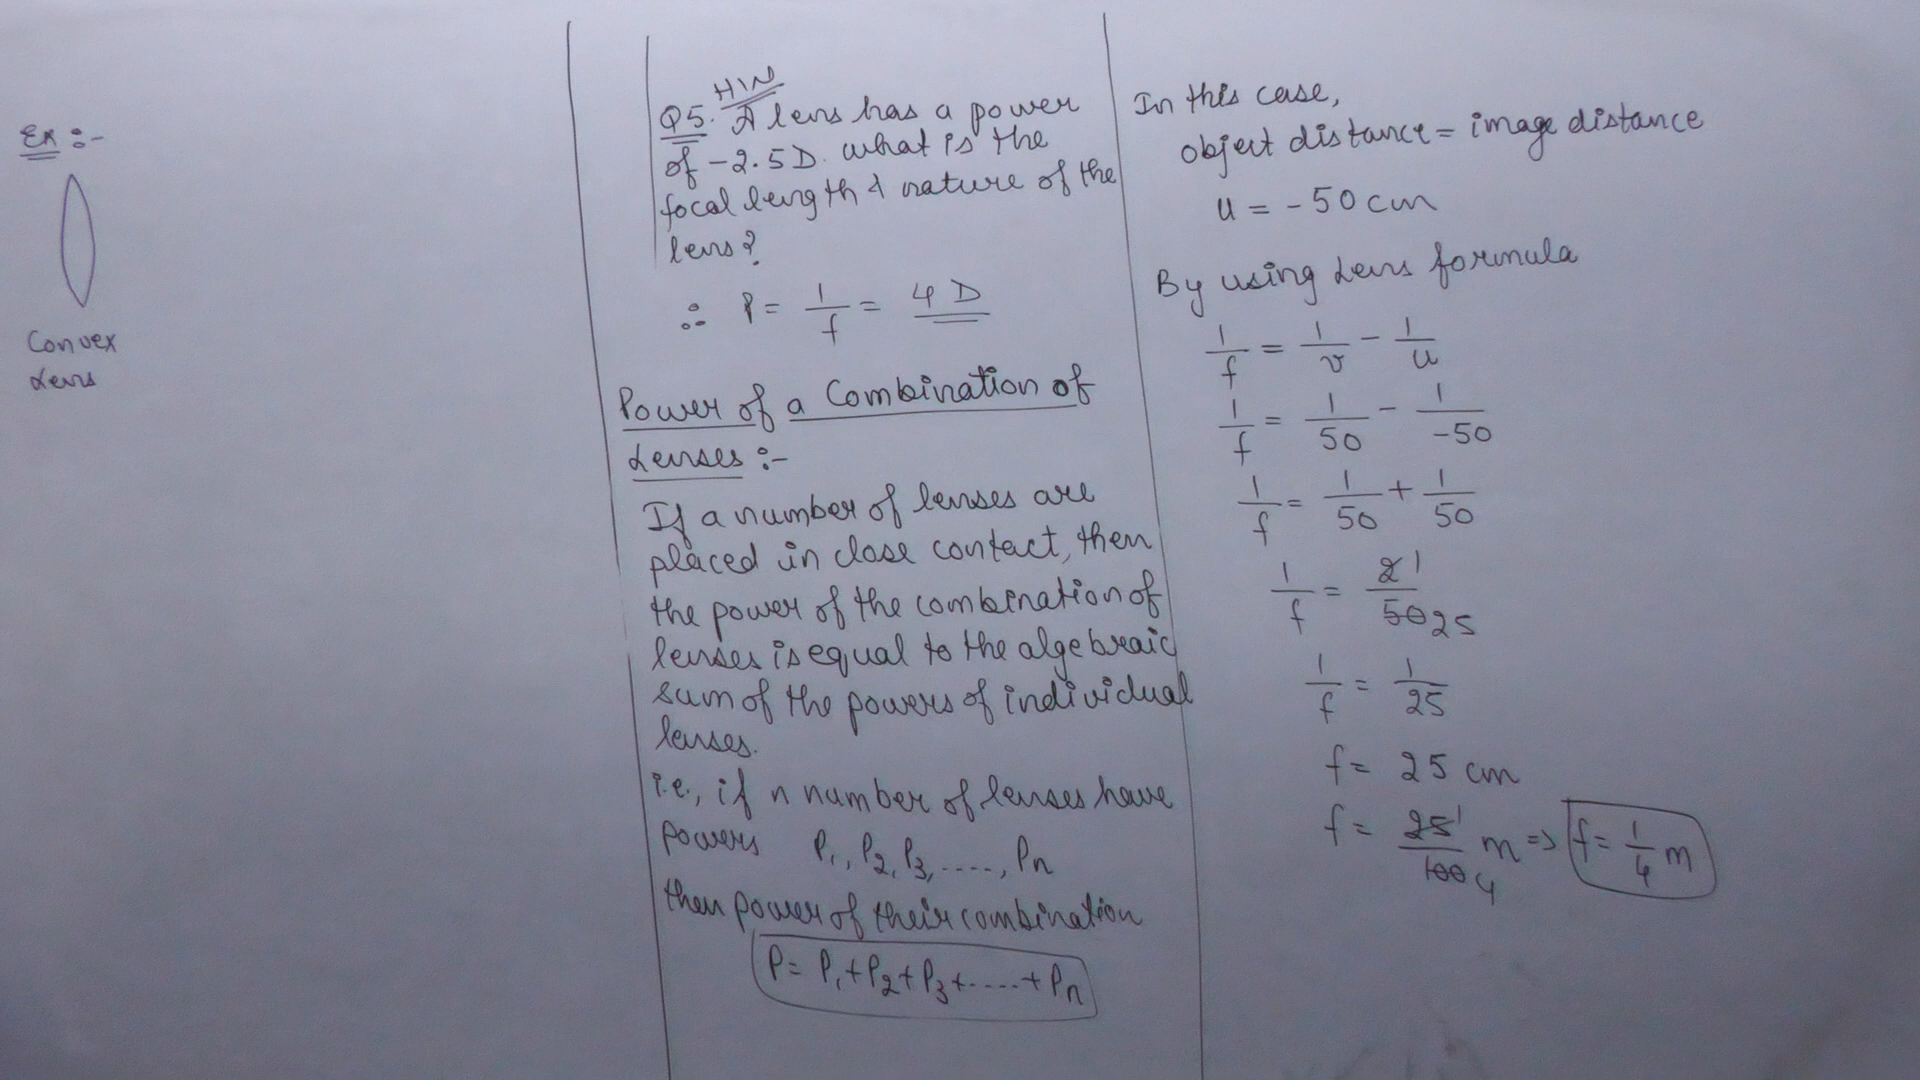 Ex :-
Convex
Lens
H/W
Q5. A lens has a power
of -2.5 D. what is the
focal length & nature of the
lens?
∴ P = 1/f = 4 D
Power of a Combination of
Lenses :-
If a number of lenses are
placed in close contact, then
the power of the combination of
lenses is equal to the algebraic
sum of the powers of individual
lenses.
i.e., if n number of lenses have
powers P₁, P₂, P₃, ....., Pn
then power of their combination
P = P₁+P₂+P₃+.....+Pn
In this case,
object distance = image distance
u = -50 cm
By using Lens formula
1/f = 1/v - 1/u
1/f = 1/50 - 1/-50
1/f = 1/50 + 1/50
1/f = 2 1/50 25
1/f = 1/25
f = 25 cm
f = 25 1/100 4 m => f = 1/4 m